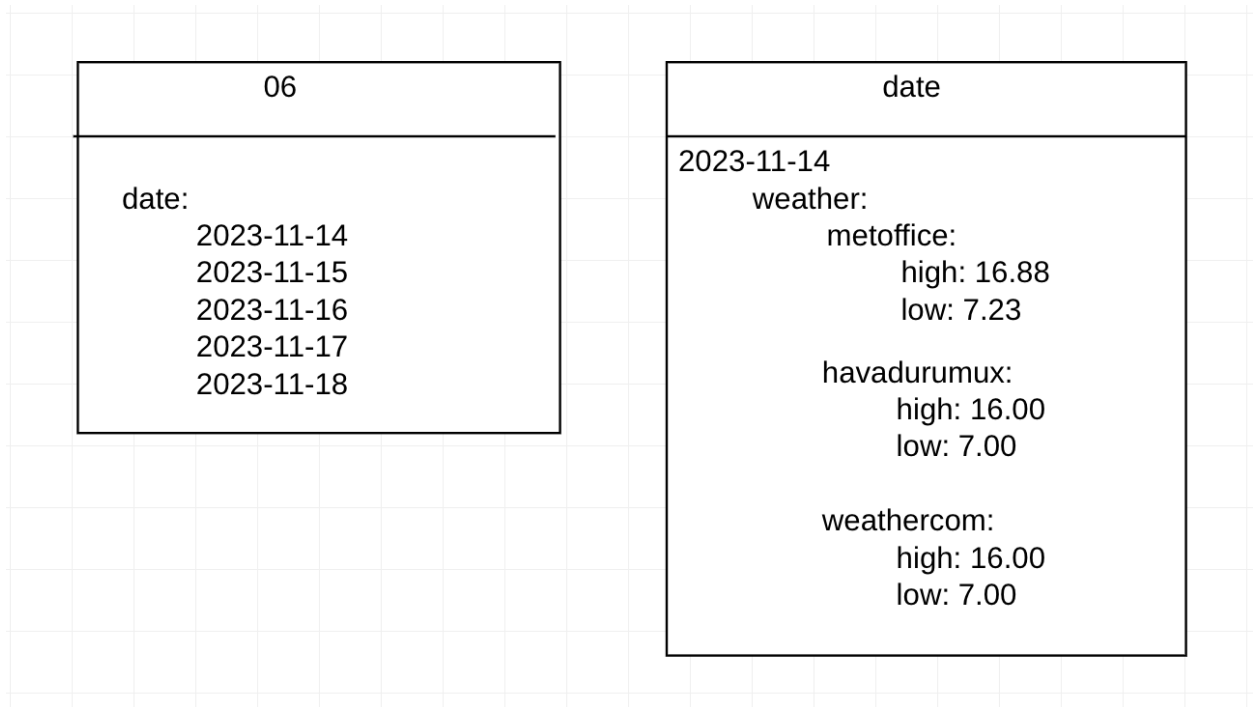 06
date:
2023-11-14
2023-11-15
2023-11-16
2023-11-17
2023-11-18
date
2023-11-14
weather:
metoffice:
high: 16.88
low: 7.23
havadurumux:
high: 16.00
low: 7.00
weathercom:
high: 16.00
low: 7.00